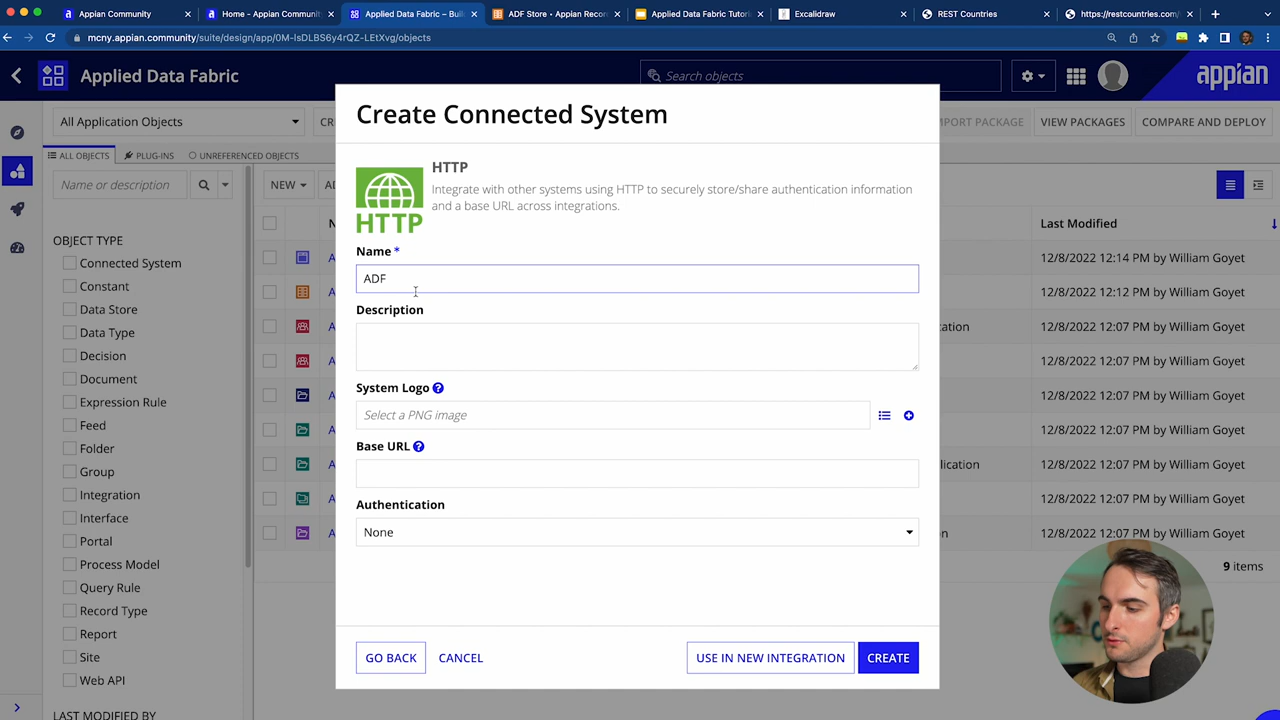 Appian Community
Home - Appian Communit
Applied Data Fabric – Buil
ADF Store • Appian Recor
Applied Data Fabric Tutori
Excalidraw
REST Countries
https://restcountries.com/
mcny.appian.community/suite/design/app/0M-IsDLBS6y4rQZ-LEtXvg/objects
Applied Data Fabric
Search objects
appian
All Application Objects
CR
MPORT PACKAGE
VIEW PACKAGES
COMPARE AND DEPLOY
ALL OBJECTS
PLUG-INS
UNREFERENCED OBJECTS
Name or description
NEW
AD
OBJECT TYPE
Connected System
Constant
Data Store
Data Type
Decision
Document
Expression Rule
Feed
Folder
Group
Integration
Interface
Portal
Process Model
Query Rule
Record Type
Report
Site
Web API
LAST MODIFIED BY
Create Connected System
HTTP
HTTP
Integrate with other systems using HTTP to securely store/share authentication information
and a base URL across integrations.
Name *
ADF
Description
System Logo ?
Select a PNG image
Base URL ?
Authentication
None
GO BACK
CANCEL
USE IN NEW INTEGRATION
CREATE
Last Modified
12/8/2022 12:14 PM by William Goyet
12/8/2022 12:12 PM by William Goyet
ation
12/8/2022 12:07 PM by William Goyet
12/8/2022 12:07 PM by William Goyet
12/8/2022 12:07 PM by William Goyet
12/8/2022 12:07 PM by William Goyet
lication
12/8/2022 12:07 PM by William Goyet
12/8/2022 12:07 PM by William Goyet
n
12/8/2022 12:07 PM by William Goyet
9 items